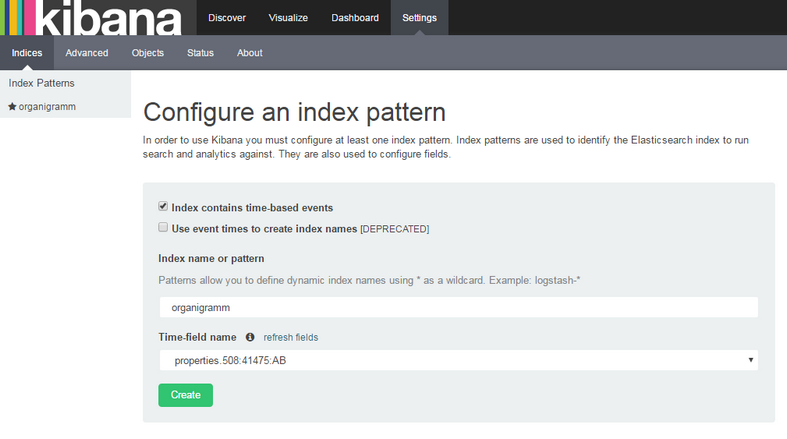 kibana
Discover Visualize Dashboard Settings
Indices Advanced Objects Status About
Index Patterns
organigramm
Configure an index pattern
In order to use Kibana you must configure at least one index pattern. Index patterns are used to identify the Elasticsearch index to run
search and analytics against. They are also used to configure fields.
Index contains time-based events
Use event times to create index names [DEPRECATED]
Index name or pattern
Patterns allow you to define dynamic index names using * as a wildcard. Example: logstash-*
organigramm
Time-field name refresh fields
properties.508:41475:AB
Create